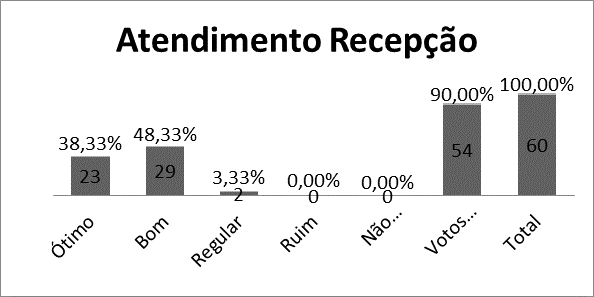 Atendimento Recepção
38,33% 48,33% 3,33% 0,00% 0,00% 90,00% 100,00%
23 29 2 0 0 54 60
Ótimo Bom Regular Ruim Não... Votos... Total